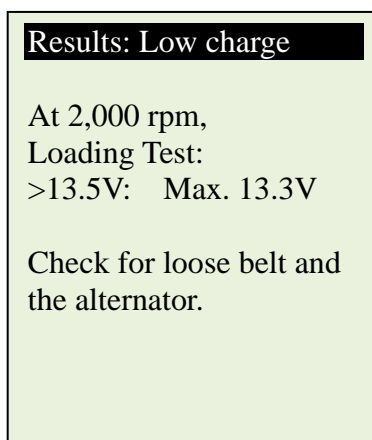 Results: Low charge
At 2,000 rpm,
Loading Test:
>13.5V: Max. 13.3V
Check for loose belt and
the alternator.